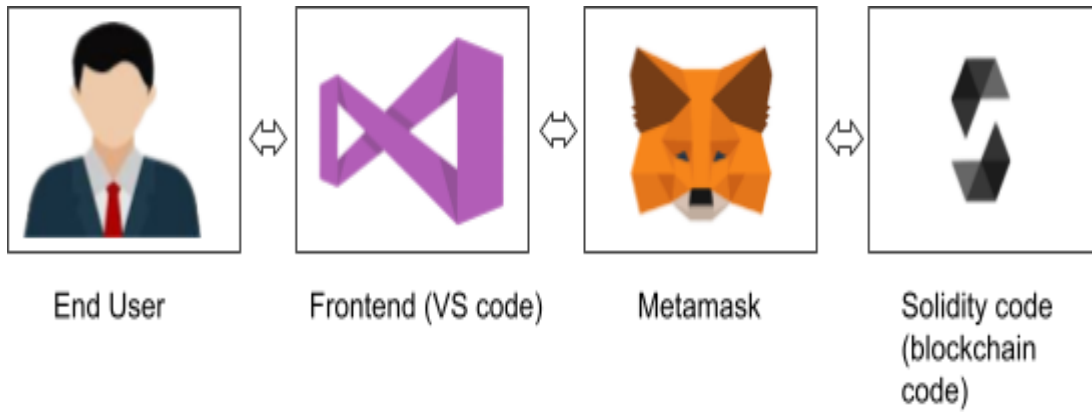 End User
Frontend (VS code)
Metamask
Solidity code
(blockchain
code)